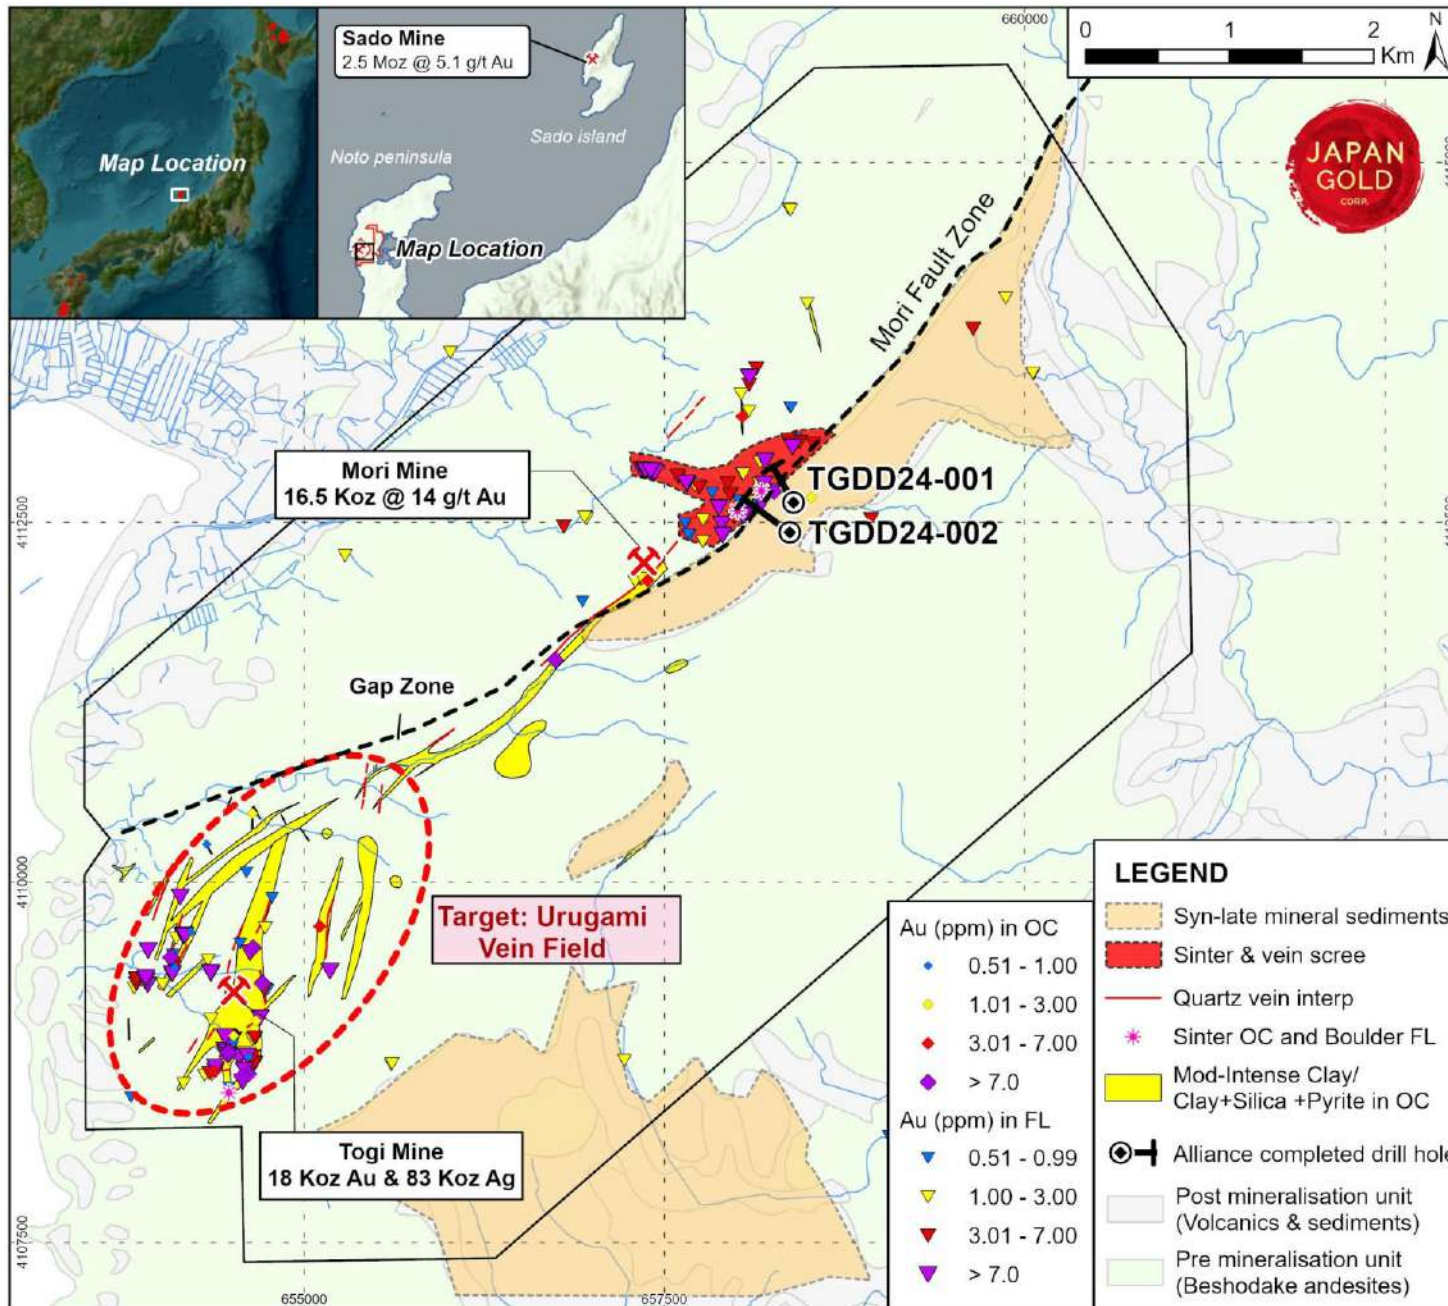 660000
0 1 2
Km
N
Sado Mine
2.5 Moz @ 5.1 g/t Au
Sado island
Noto peninsula
Map Location
Map Location
JAPAN
GOLD
CORP.
Mori Fault Zone
Mori Mine
16.5 Koz @ 14 g/t Au
TGDD24-001
TGDD24-002
4112500
Gap Zone
4110000
Target: Urugami
Vein Field
Togi Mine
18 Koz Au & 83 Koz Ag
4107500
655000
657500
Au (ppm) in OC
0.51 - 1.00
1.01 - 3.00
3.01 - 7.00
> 7.0
Au (ppm) in FL
0.51 - 0.99
1.00 - 3.00
3.01 - 7.00
> 7.0
LEGEND
Syn-late mineral sediments
Sinter & vein scree
Quartz vein interp
Sinter OC and Boulder FL
Mod-Intense Clay/
Clay+Silica +Pyrite in OC
Alliance completed drill hole
Post mineralisation unit
(Volcanics & sediments)
Pre mineralisation unit
(Beshodake andesites)